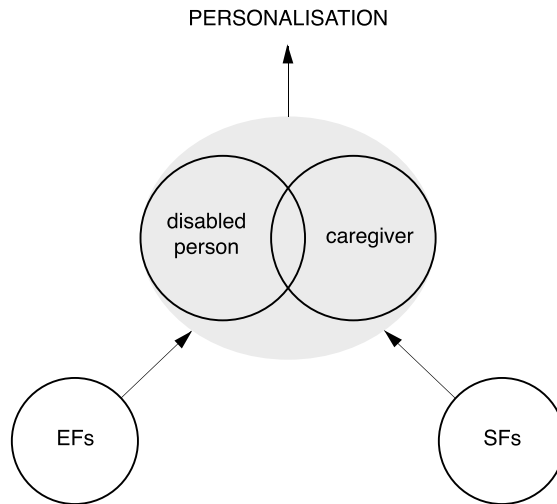 PERSONALISATION
disabled
person
caregiver
EFs
SFs